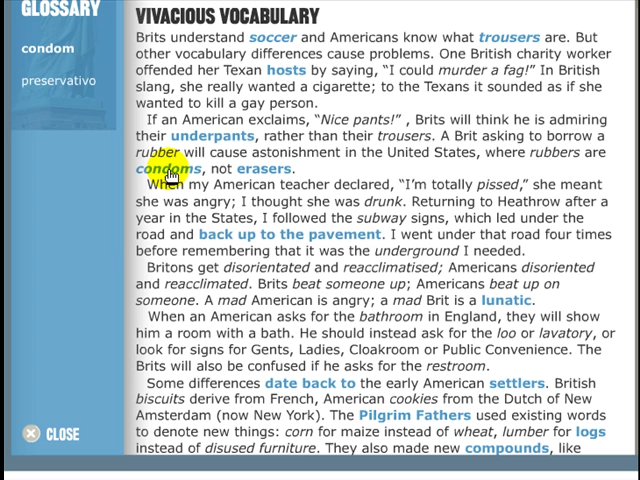 GLOSSARY
condom
preservativo
VIVACIOUS VOCABULARY
Brits understand soccer and Americans know what trousers are. But
other vocabulary differences cause problems. One British charity worker
offended her Texan hosts by saying, “I could murder a fag!” In British
slang, she really wanted a cigarette; to the Texans it sounded as if she
wanted to kill a gay person.
If an American exclaims, “Nice pants!” , Brits will think he is admiring
their underpants, rather than their trousers. A Brit asking to borrow a
rubber will cause astonishment in the United States, where rubbers are
condoms, not erasers.
When my American teacher declared, “I’m totally pissed,” she meant
she was angry; I thought she was drunk. Returning to Heathrow after a
year in the States, I followed the subway signs, which led under the
road and back up to the pavement. I went under that road four times
before remembering that it was the underground I needed.
Britons get disorientated and reacclimatised; Americans disoriented
and reacclimated. Brits beat someone up; Americans beat up on
someone. A mad American is angry; a mad Brit is a lunatic.
When an American asks for the bathroom in England, they will show
him a room with a bath. He should instead ask for the loo or lavatory, or
look for signs for Gents, Ladies, Cloakroom or Public Convenience. The
Brits will also be confused if he asks for the restroom.
Some differences date back to the early American settlers. British
biscuits derive from French, American cookies from the Dutch of New
Amsterdam (now New York). The Pilgrim Fathers used existing words
to denote new things: corn for maize instead of wheat, lumber for logs
instead of disused furniture. They also made new compounds, like
CLOSE